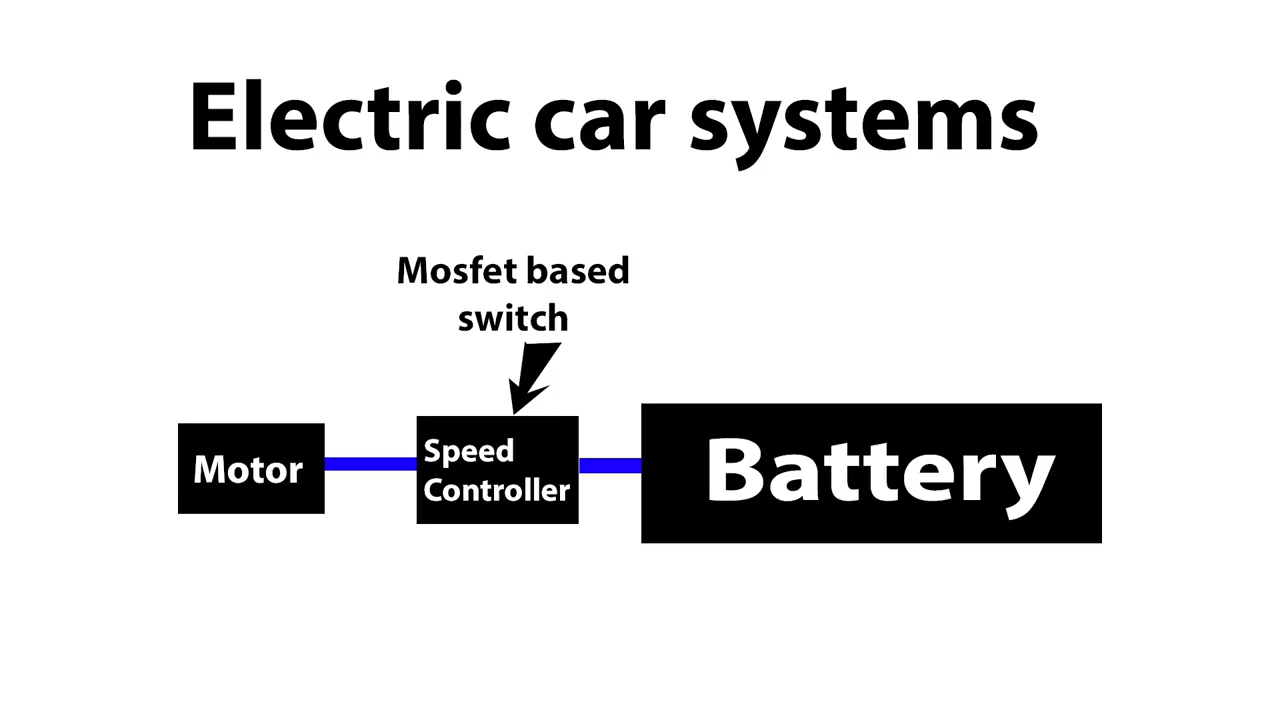 Electric car systems
Mosfet based
switch
Motor
Speed
Controller
Battery